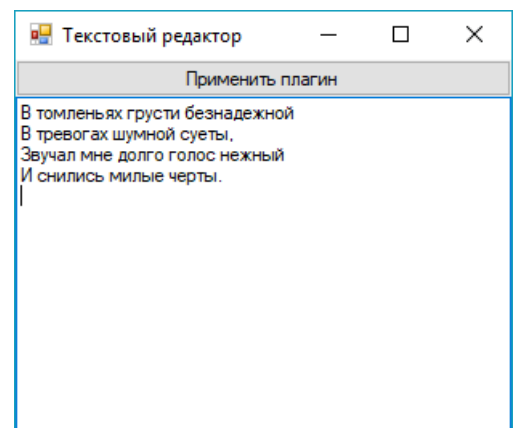 Текстовый редактор
Применить плагин
В томленьях грусти безнадежной
В тревогах шумной суеты,
Звучал мне долго голос нежный
И снились милые черты.